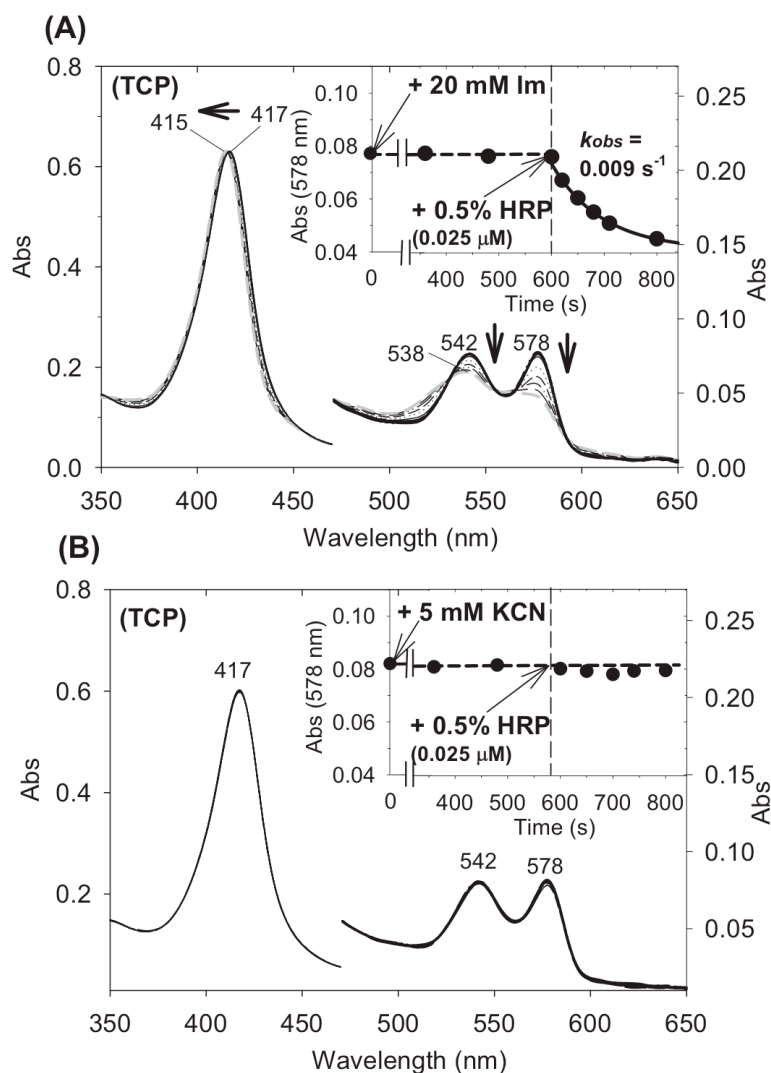 (A)
(TCP)
415
417
538
542
578
Abs
0.8
0.6
0.4
0.2
0.0
350 400 450 500 550 600 650
Wavelength (nm)
0.25
0.20
0.15
0.10
0.05
0.00
Abs
+ 20 mM Im
kobs =
0.009 s-1
+ 0.5% HRP
(0.025 μM)
Abs (578 nm)
0.10
0.08
0.06
0.04
0 400 500 600 700 800
Time (s)
(B)
(TCP)
417
542
578
Abs
0.8
0.6
0.4
0.2
350 400 450 500 550 600 650
Wavelength (nm)
0.25
0.20
0.15
0.10
0.05
Abs
+ 5 mM KCN
+ 0.5% HRP
(0.025 μM)
Abs (578 nm)
0.10
0.08
0.06
0.04
0 400 500 600 700 800
Time (s)